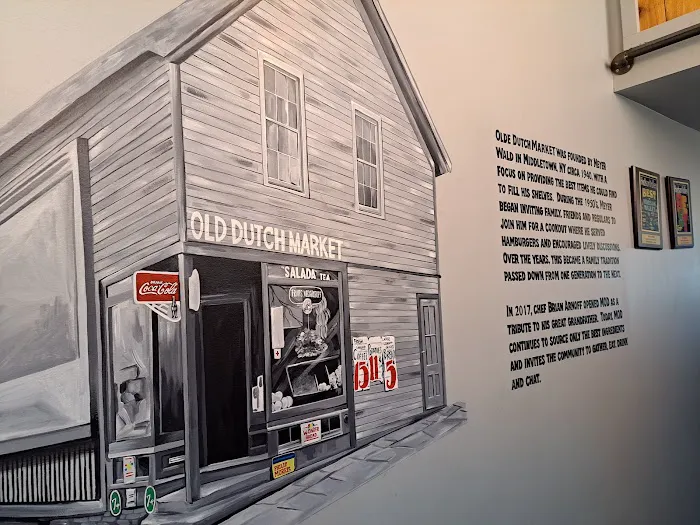 OLD DUTCH MARKET
"SALADA" TEA
Coca-Cola
OLDE DUTCH MARKET WAS FOUNDED BY MEYER
WALD IN MIDDLETOWN, NY CIRCA 1940, WITH A
FOCUS ON PROVIDING THE BEST ITEMS HE COULD FIND
TO FILL HIS SHELVES. DURING THE 1950'S, MEYER
BEGAN INVITING FAMILY, FRIENDS AND REGULARS TO
JOIN HIM FOR A COOKOUT WHERE HE SERVED
HAMBURGERS AND ENCOURAGED LIVELY DISCUSSIONS.
OVER THE YEARS, THIS BECAME A FAMILY TRADITION
PASSED DOWN FROM ONE GENERATION TO THE NEXT.
IN 2017, CHEF BRIAN ARNOFF OPENED MOD AS A
TRIBUTE TO HIS GREAT GRANDFATHER. TODAY, MOD
CONTINUES TO SOURCE ONLY THE BEST INGREDIENTS
AND INVITES THE COMMUNITY TO GATHER, EAT, DRINK
AND CHAT.